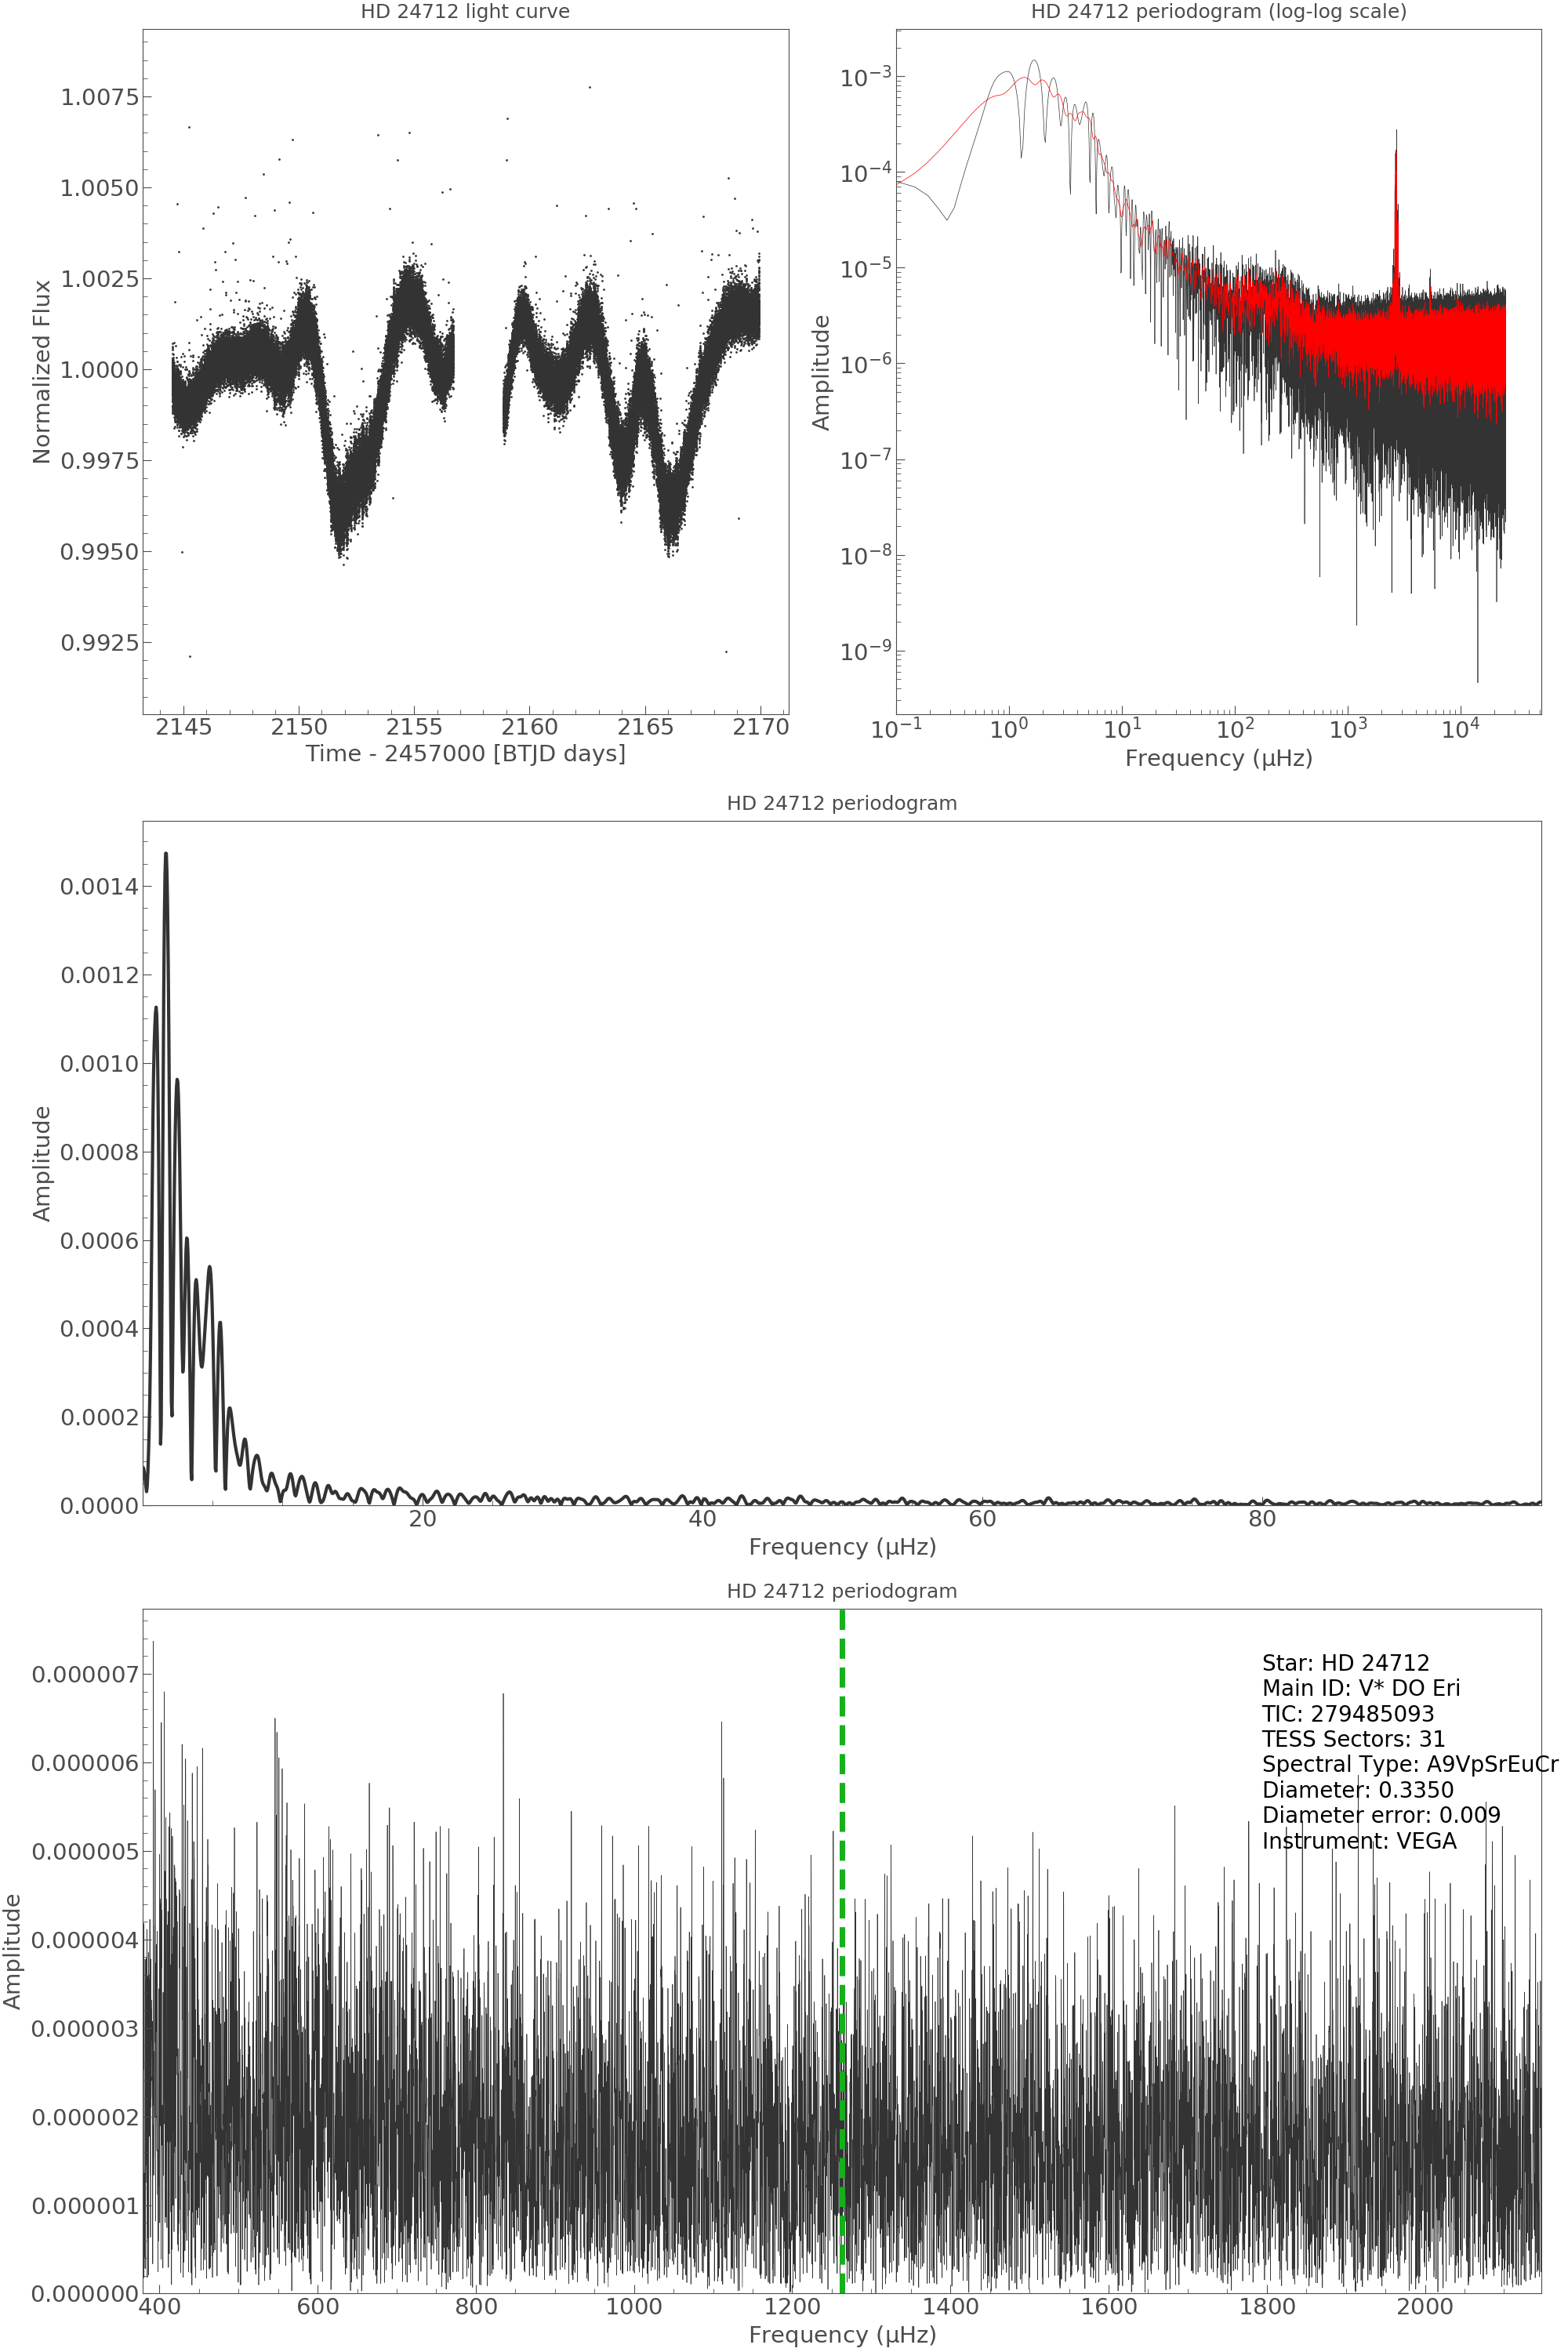 HD 24712 light curve
1.0075
1.0050
1.0025
1.0000
0.9975
0.9950
0.9925
Normalized Flux
2145 2150 2155 2160 2165 2170
Time - 2457000 [BTJD days]
HD 24712 periodogram (log-log scale)
10⁻³
10⁻⁴
10⁻⁵
10⁻⁶
10⁻⁷
10⁻⁸
10⁻⁹
Amplitude
10⁻¹ 10⁰ 10¹ 10² 10³ 10⁴
Frequency (µHz)
HD 24712 periodogram
0.0014
0.0012
0.0010
0.0008
0.0006
0.0004
0.0002
0.0000
Amplitude
20 40 60 80
Frequency (µHz)
HD 24712 periodogram
0.000007
0.000006
0.000005
0.000004
0.000003
0.000002
0.000001
0.000000
Amplitude
Star: HD 24712
Main ID: V* DO Eri
TIC: 279485093
TESS Sectors: 31
Spectral Type: A9VpSrEuCr
Diameter: 0.3350
Diameter error: 0.009
Instrument: VEGA
400 600 800 1000 1200 1400 1600 1800 2000
Frequency (µHz)